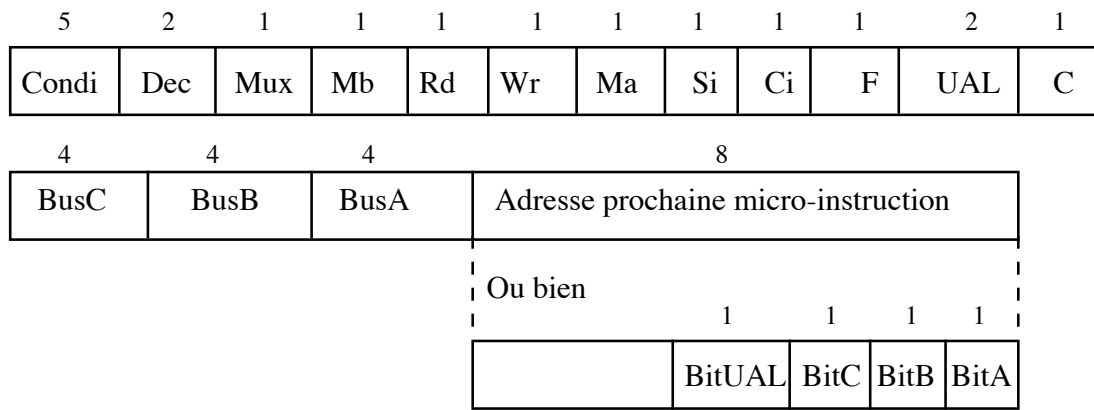 5 2 1 1 1 1 1 1 1 1 2 1
Condi Dec Mux Mb Rd Wr Ma Si Ci F UAL C
4 4 4 8
BusC BusB BusA Adresse prochaine micro-instruction
Ou bien
1 1 1 1
BitUAL BitC BitB BitA